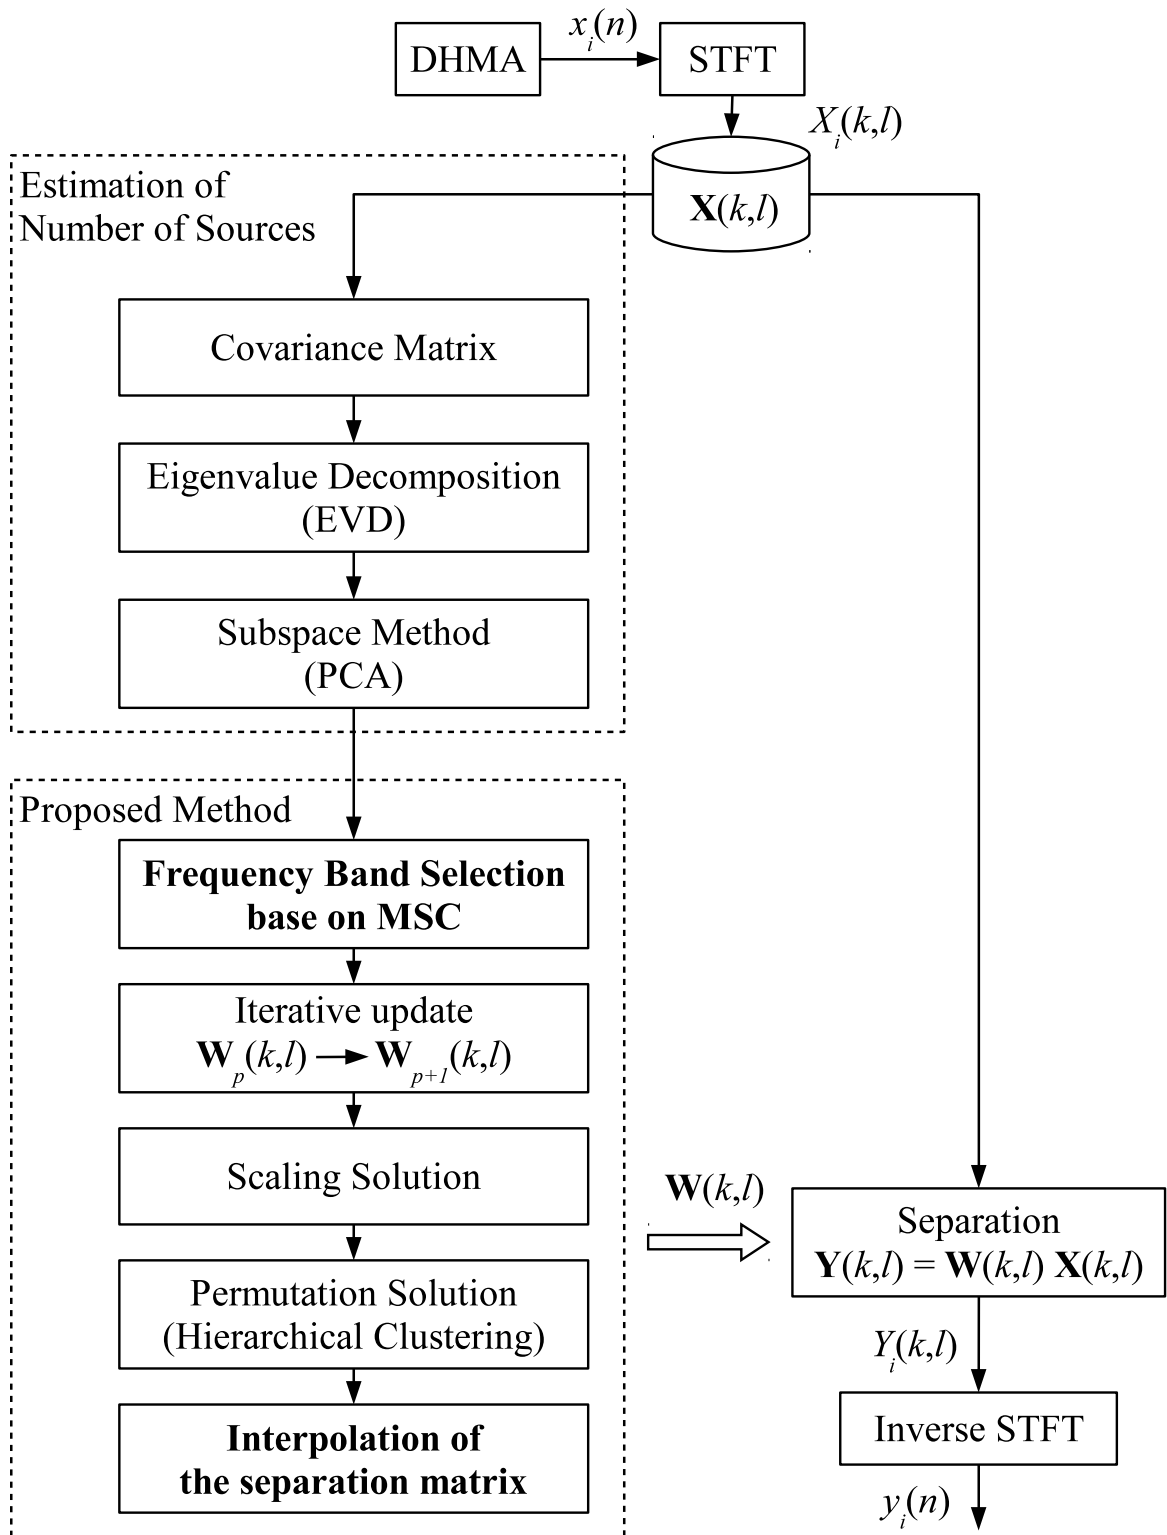 DHMA
x_i(n)
STFT
X_i(k,l)
X(k,l)
Estimation of
Number of Sources
Covariance Matrix
Eigenvalue Decomposition
(EVD)
Subspace Method
(PCA)
Proposed Method
Frequency Band Selection
base on MSC
Iterative update
W_p(k,l) → W_{p+1}(k,l)
Scaling Solution
Permutation Solution
(Hierarchical Clustering)
Interpolation of
the separation matrix
W(k,l)
Separation
Y(k,l) = W(k,l) X(k,l)
Y_i(k,l)
Inverse STFT
y_i(n)